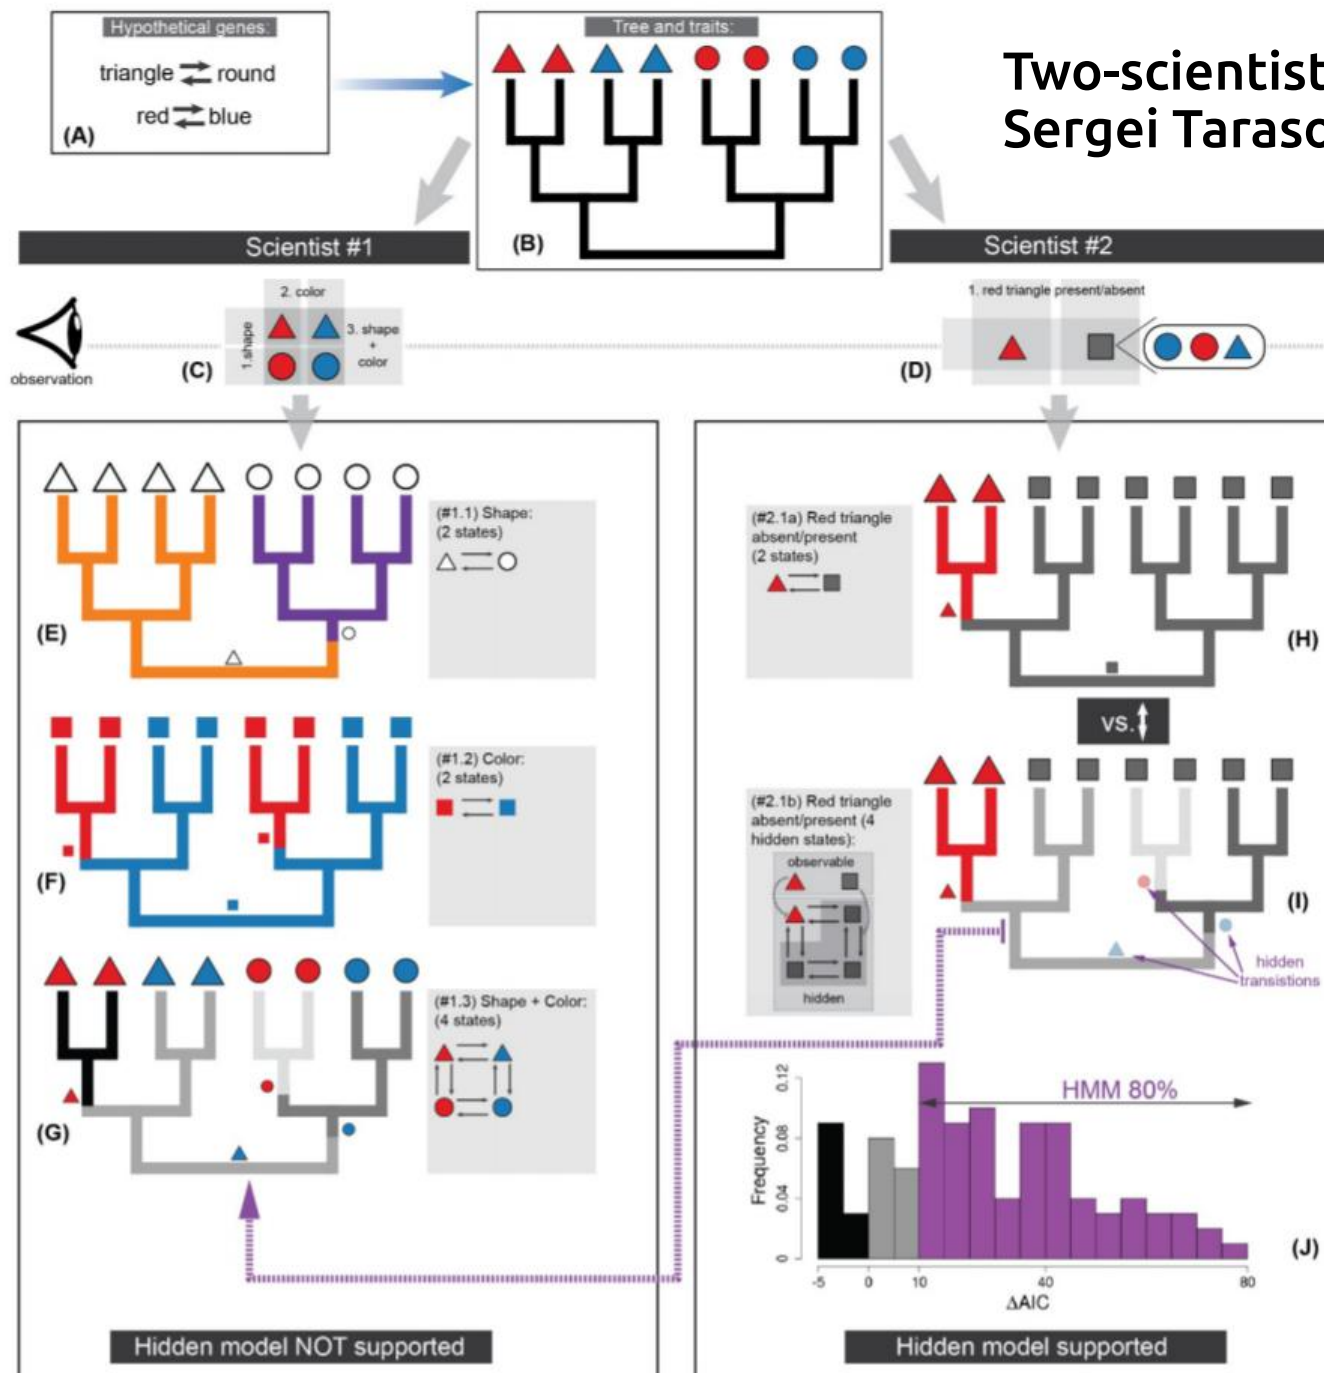 Hypothetical genes:
triangle round
red blue
(A)
Tree and traits:
(B)
Two-scientist
Sergei Taraso
Scientist #1
Scientist #2
observation
2. color
1.shape
3. shape
+
color
(C)
1. red triangle present/absent
(D)
(#1.1) Shape:
(2 states)
(E)
(#1.2) Color:
(2 states)
(F)
(#1.3) Shape + Color:
(4 states)
(G)
Hidden model NOT supported
(#2.1a) Red triangle
absent/present
(2 states)
(H)
vs.
(#2.1b) Red triangle
absent/present (4
hidden states):
observable
hidden
(I)
hidden
transistions
HMM 80%
Frequency
0.12
0.08
0.04
0
-5 0 10 40 80
ΔAIC
(J)
Hidden model supported